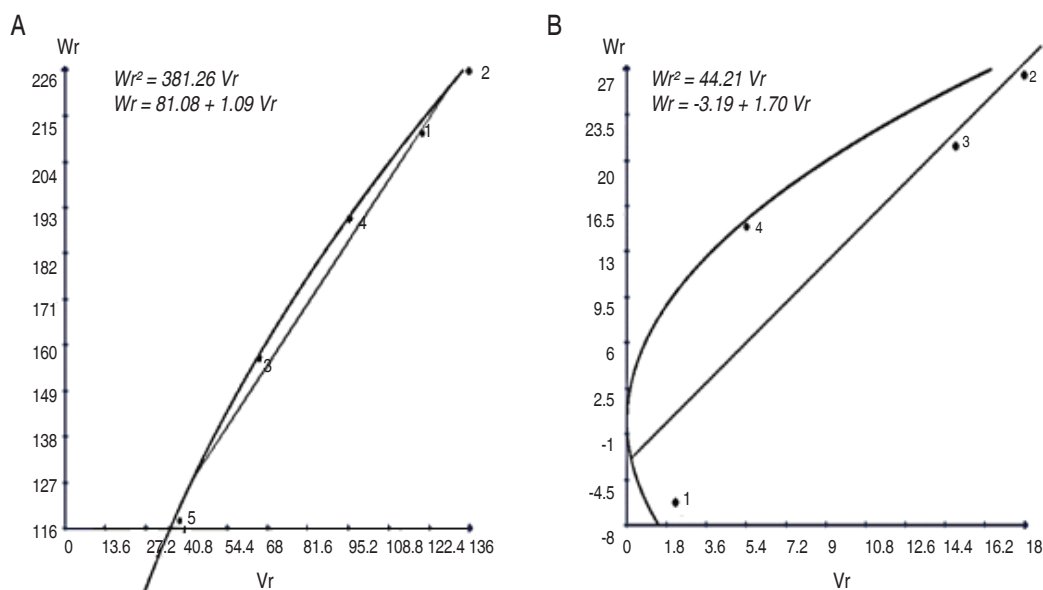 A
Wr
Wr² = 381.26 Vr
Wr = 81.08 + 1.09 Vr
226
215
204
193
182
171
160
149
138
127
116
2
1
4
3
5
0 13.6 27.2 40.8 54.4 68 81.6 95.2 108.8 122.4 136
Vr
B
Wr
Wr² = 44.21 Vr
Wr = -3.19 + 1.70 Vr
27
23.5
20
16.5
13
9.5
6
2.5
-1
-4.5
-8
2
3
4
1
0 1.8 3.6 5.4 7.2 9 10.8 12.6 14.4 16.2 18
Vr